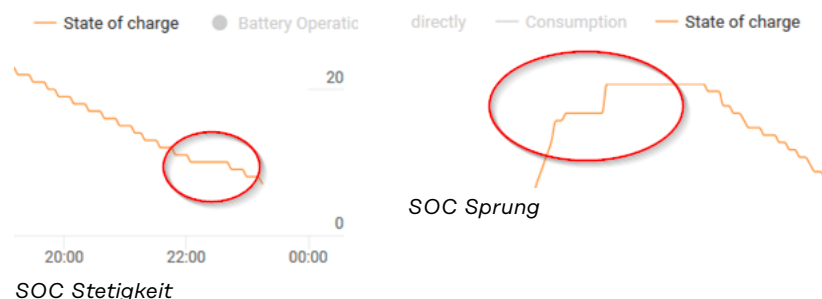 State of charge
Battery Operatic
20
0
20:00
22:00
00:00
SOC Stetigkeit
directly
Consumption
State of charge
SOC Sprung